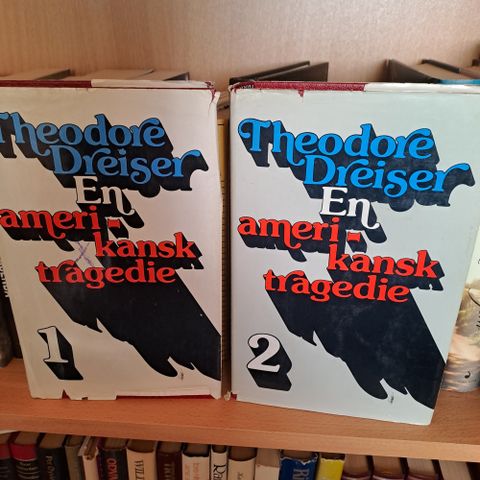 Theodore
Dreiser
En
ameri-
kansk
tragedie
1
Theodore
Dreiser
En
ameri-
kansk
tragedie
2